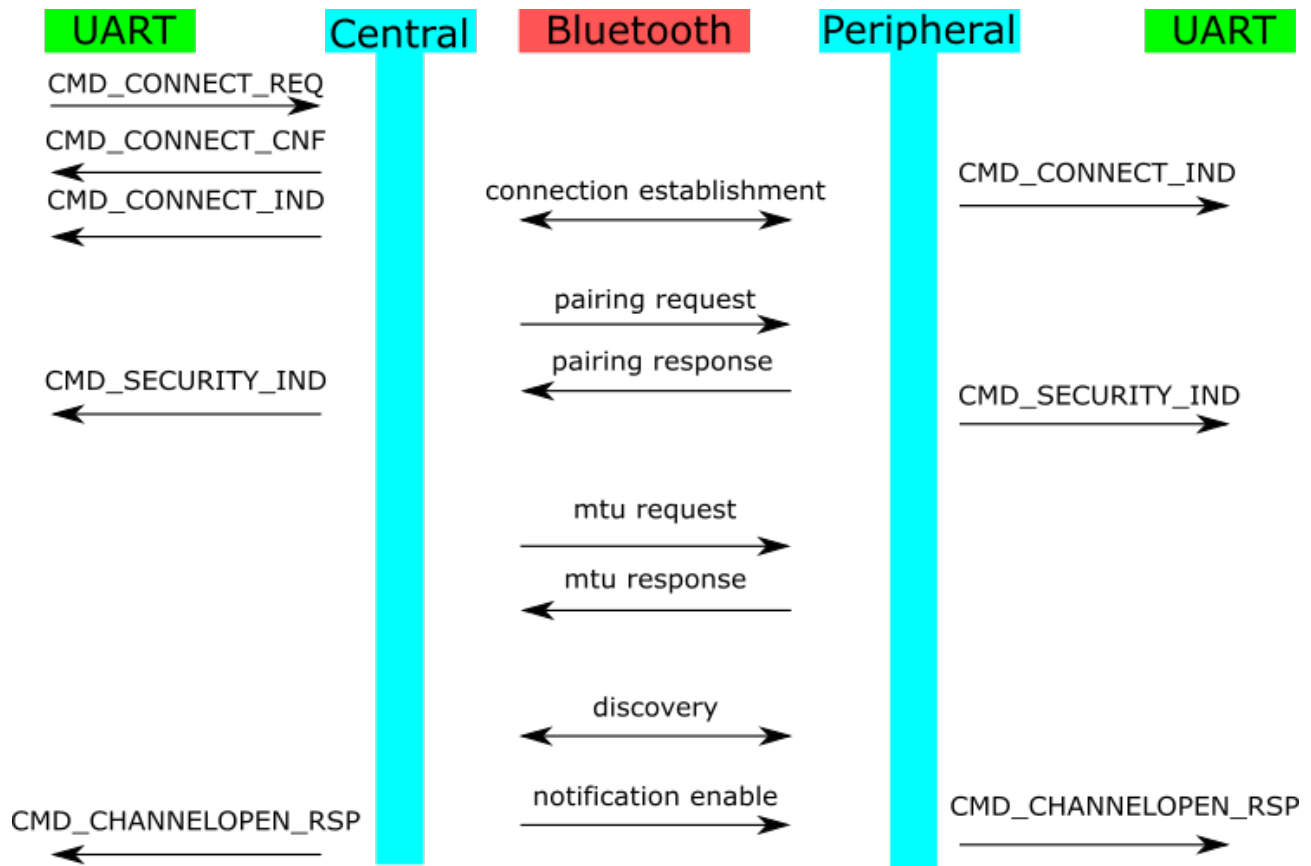 UART
Central
Bluetooth
Peripheral
UART
CMD_CONNECT_REQ
CMD_CONNECT_CNF
CMD_CONNECT_IND
connection establishment
CMD_CONNECT_IND
pairing request
pairing response
CMD_SECURITY_IND
CMD_SECURITY_IND
mtu request
mtu response
discovery
notification enable
CMD_CHANNELOPEN_RSP
CMD_CHANNELOPEN_RSP